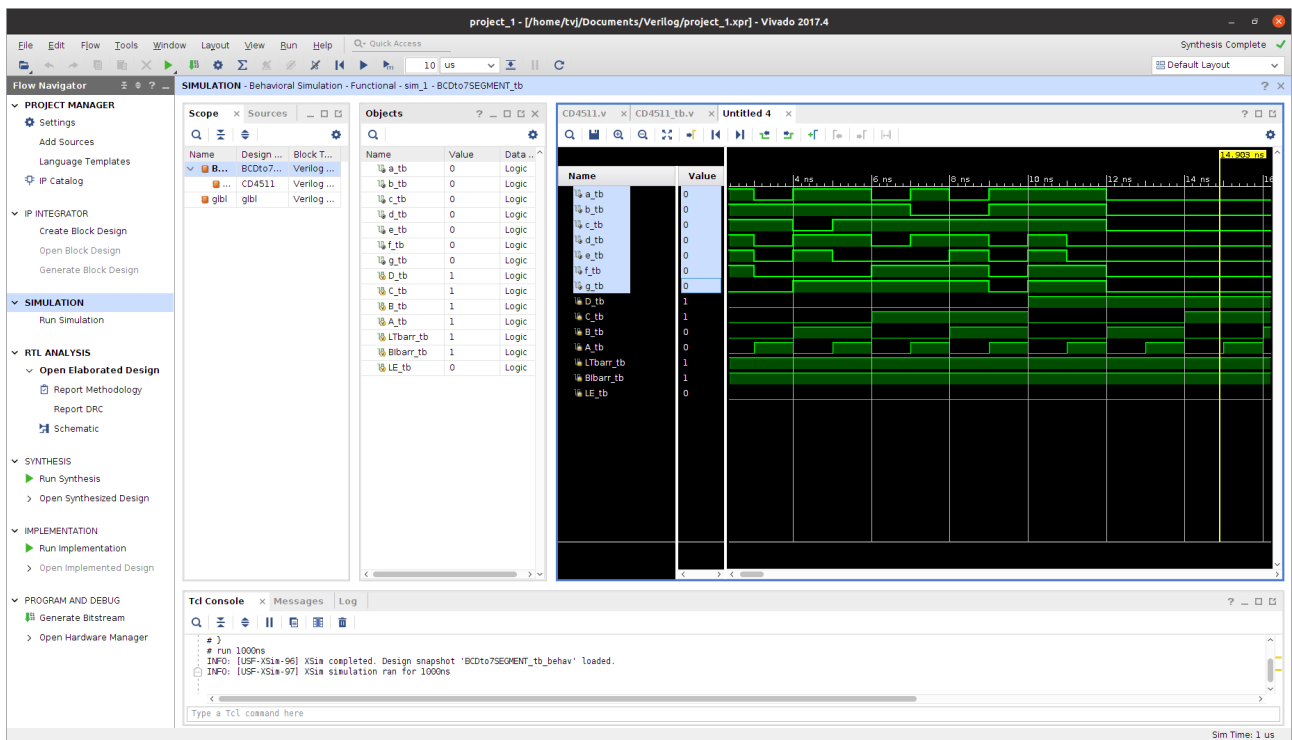 project_1 - [/home/tvj/Documents/Verilog/project_1.xpr] - Vivado 2017.4
File Edit Flow Tools Window Layout View Run Help Q- Quick Access Synthesis Complete
10 us Default Layout
Flow Navigator ? SIMULATION - Behavioral Simulation - Functional - sim_1 - BCDto7SEGMENT_tb ?
PROJECT MANAGER
Settings
Add Sources
Language Templates
IP Catalog
IP INTEGRATOR
Create Block Design
Open Block Design
Generate Block Design
SIMULATION
Run Simulation
RTL ANALYSIS
Open Elaborated Design
Report Methodology
Report DRC
Schematic
SYNTHESIS
Run Synthesis
Open Synthesized Design
IMPLEMENTATION
Run Implementation
Open Implemented Design
PROGRAM AND DEBUG
Generate Bitstream
Open Hardware Manager
Scope Sources
Name Design ... Block T...
B... BCDto7... Verilog ...
... CD4511 Verilog ...
glbl glbl Verilog ...
Objects ?
Name Value Data ...
a_tb 0 Logic
b_tb 0 Logic
c_tb 0 Logic
d_tb 0 Logic
e_tb 0 Logic
f_tb 0 Logic
g_tb 0 Logic
D_tb 1 Logic
C_tb 1 Logic
B_tb 1 Logic
A_tb 1 Logic
LTbarr_tb 1 Logic
BIbarr_tb 1 Logic
LE_tb 0 Logic
CD4511.v CD4511_tb.v Untitled 4 ?
14.903 ns
Name Value
4 ns 6 ns 8 ns 10 ns 12 ns 14 ns 16
a_tb 0
b_tb 0
c_tb 0
d_tb 0
e_tb 0
f_tb 0
g_tb 0
D_tb 1
C_tb 1
B_tb 0
A_tb 0
LTbarr_tb 1
BIbarr_tb 1
LE_tb 0
Tcl Console Messages Log ?
# }
# run 1000ns
INFO: [USF-XSim-96] XSim completed. Design snapshot 'BCDto7SEGMENT_tb_behav' loaded.
INFO: [USF-XSim-97] XSim simulation ran for 1000ns
Type a Tcl command here
Sim Time: 1 us